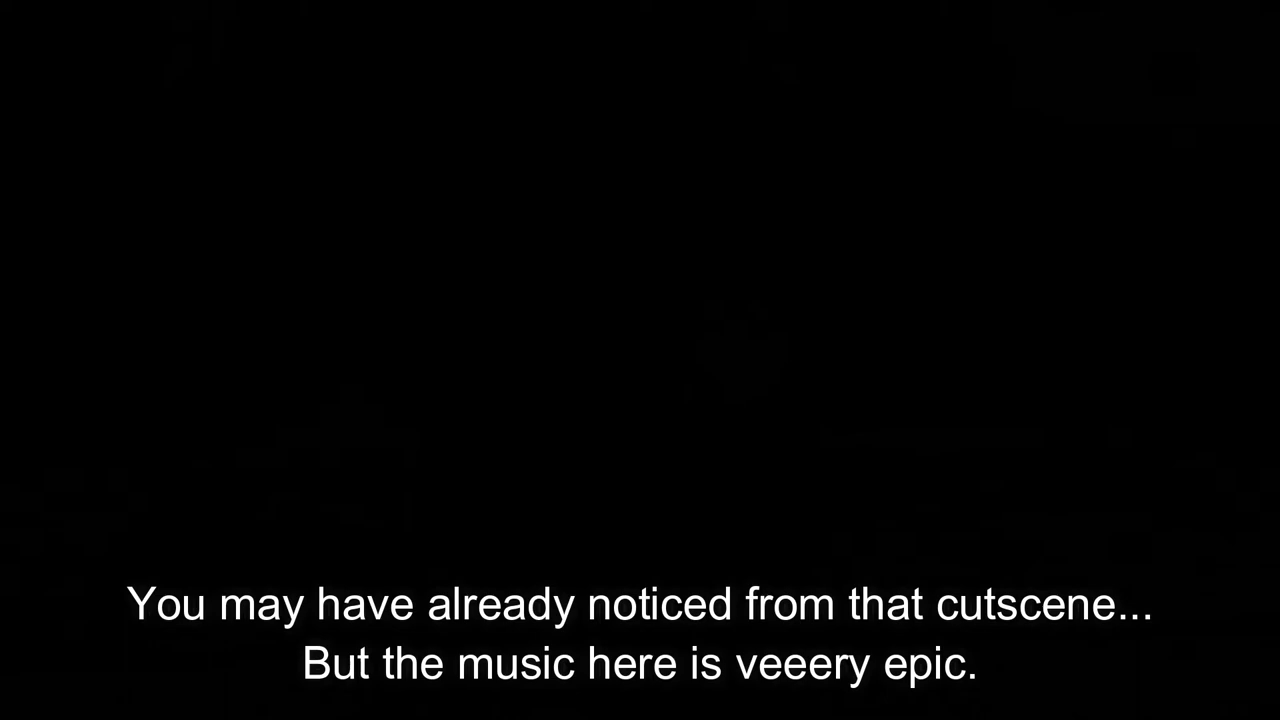 You may have already noticed from that cutscene...
But the music here is veeery epic.